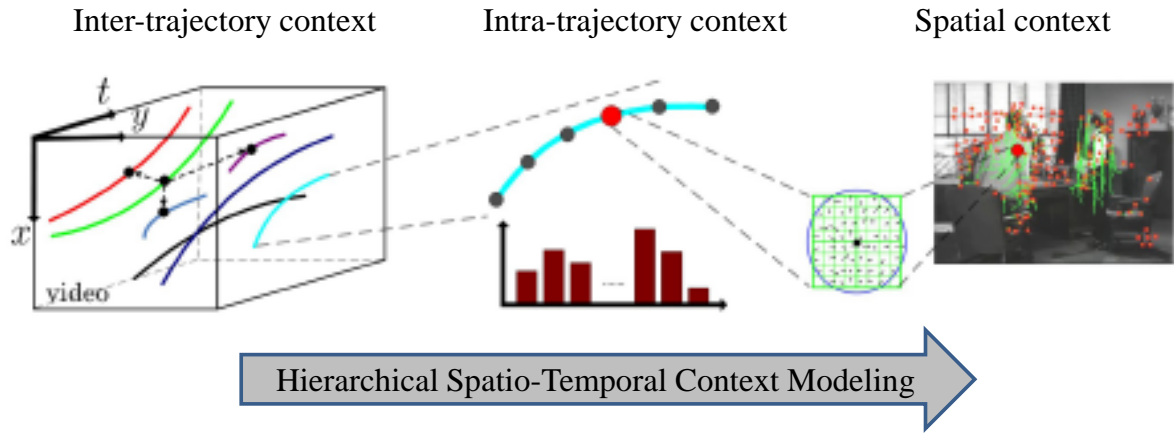 Inter-trajectory context
Intra-trajectory context
Spatial context
t
y
x
video
....
Hierarchical Spatio-Temporal Context Modeling